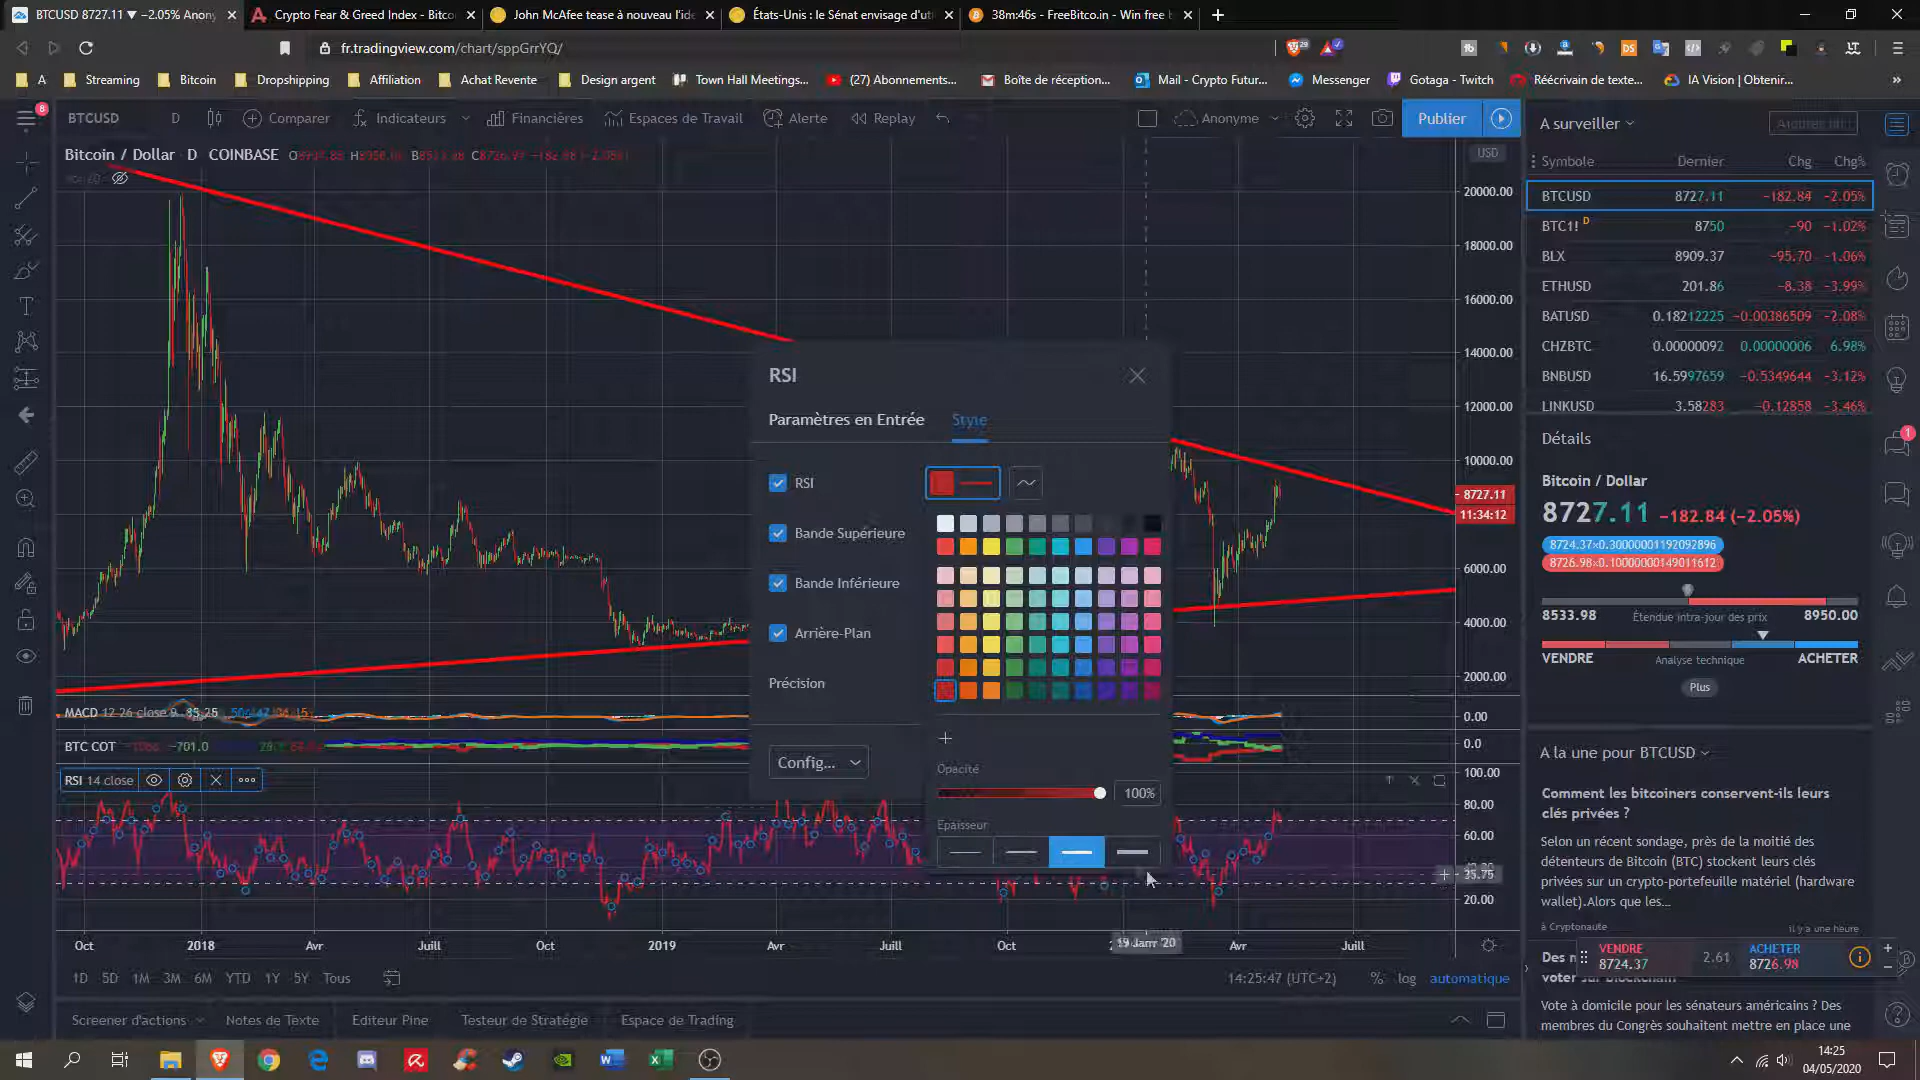 BTCUSD 8727.11 ▼ −2.05% Anony
Crypto Fear & Greed Index - Bitco
John McAfee tease à nouveau l'ide
États-Unis : le Sénat envisage d'uti
38m:46s - FreeBitco.in - Win free b
fr.tradingview.com/chart/sppGrrYQ/
A
Streaming
Bitcoin
Dropshipping
Affiliation
Achat Revente
Design argent
Town Hall Meetings...
(27) Abonnements...
Boîte de réception...
Mail - Crypto Futur...
Messenger
Gotaga - Twitch
Réécrivain de texte...
IA Vision | Obtenir...
8
BTCUSD
D
Comparer
Indicateurs
Financières
Espaces de Travail
Alerte
Replay
Anonyme
Publier
Bitcoin / Dollar D COINBASE
USD
20000.00
18000.00
16000.00
14000.00
12000.00
10000.00
8727.11
11:34:12
6000.00
4000.00
2000.00
RSI
Paramètres en Entrée
Style
RSI
Bande Supérieure
Bande Inférieure
Arrière-Plan
Précision
Config...
Opacité
100%
Epaisseur
MACD 12 26 close 9
0.00
BTC COT
−701.0
0.0
RSI 14 close
100.00
80.00
60.00
35.75
20.00
Oct
2018
Avr
Juill
Oct
2019
Avr
Juill
Oct
19 Janv '20
Avr
Juill
1D 5D 1M 3M 6M YTD 1Y 5Y Tous
14:25:47 (UTC+2)
% log automatique
Screener d'actions
Notes de Texte
Editeur Pine
Testeur de Stratégie
Espace de Trading
A surveiller
Symbole Dernier Chg Chg%
BTCUSD 8727.11 −182.84 −2.05%
BTC1! D 8750 −90 −1.02%
BLX 8909.37 −95.70 −1.06%
ETHUSD 201.86 −8.38 −3.99%
BATUSD 0.18212225 −0.00386509 −2.08%
CHZBTC 0.00000092 0.00000006 6.98%
BNBUSD 16.5997659 −0.5349644 −3.12%
LINKUSD 3.58283 −0.12858 −3.46%
Détails
Bitcoin / Dollar
8727.11 −182.84 (−2.05%)
8724.37×0.30000001192092896
8726.98×0.1000000149011612
8533.98 Étendue intra-jour des prix 8950.00
VENDRE Analyse technique ACHETER
Plus
A la une pour BTCUSD
Comment les bitcoiners conservent-ils leurs
clés privées ?
Selon un récent sondage, près de la moitié des
détenteurs de Bitcoin (BTC) stockent leurs clés
privées sur un crypto-portefeuille matériel (hardware
wallet).Alors que les...
à Cryptonaute
il y a une heure
VENDRE
8724.37
2.61
ACHETER
8726.98
Vote à domicile pour les sénateurs américains ? Des
membres du Congrès souhaitent mettre en place une
1
14:25
04/05/2020